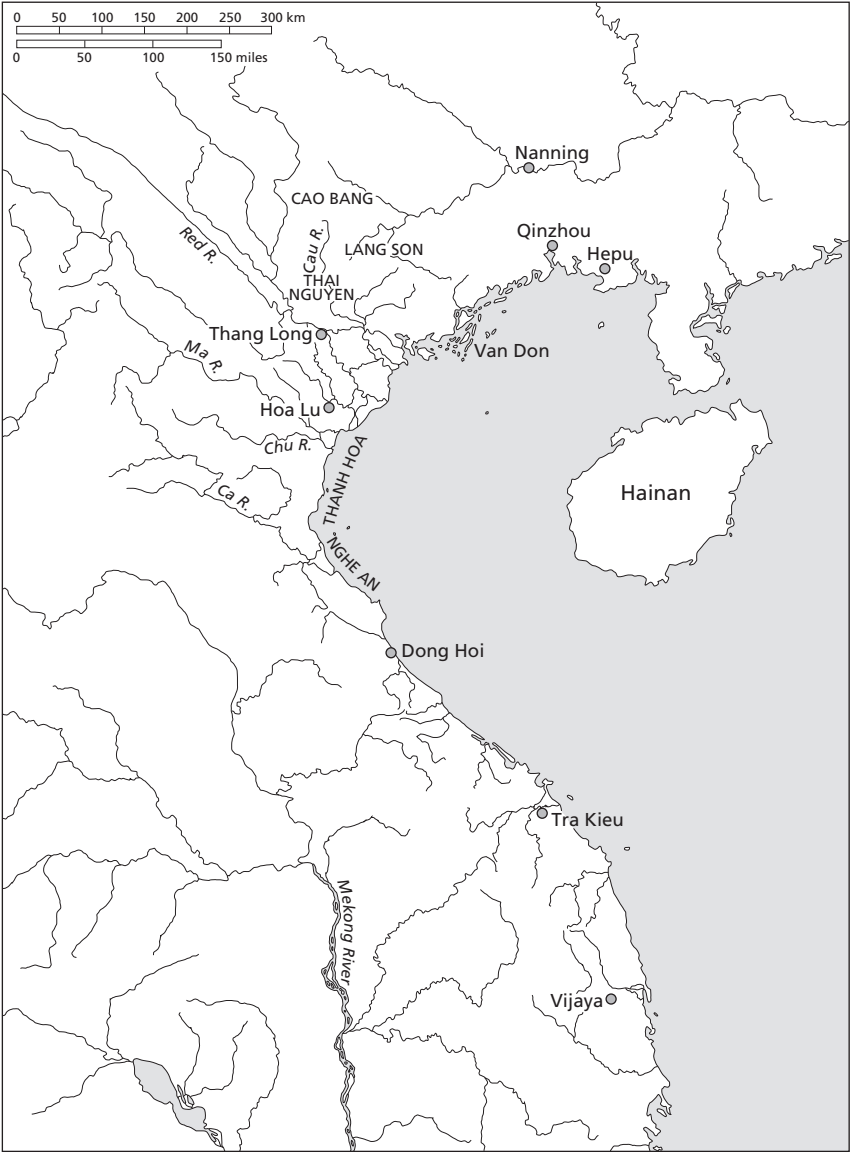 0 50 100 150 200 250 300 km
0 50 100 150 miles
Nanning
CAO BANG
Qinzhou
Red R.
Cau R.
LANG SON
Hepu
THAI
NGUYEN
Thang Long
Van Don
Ma R.
Hoa Lu
Chu R.
THANH HOA
Ca R.
Hainan
NGHE AN
Dong Hoi
Tra Kieu
Mekong River
Vijaya